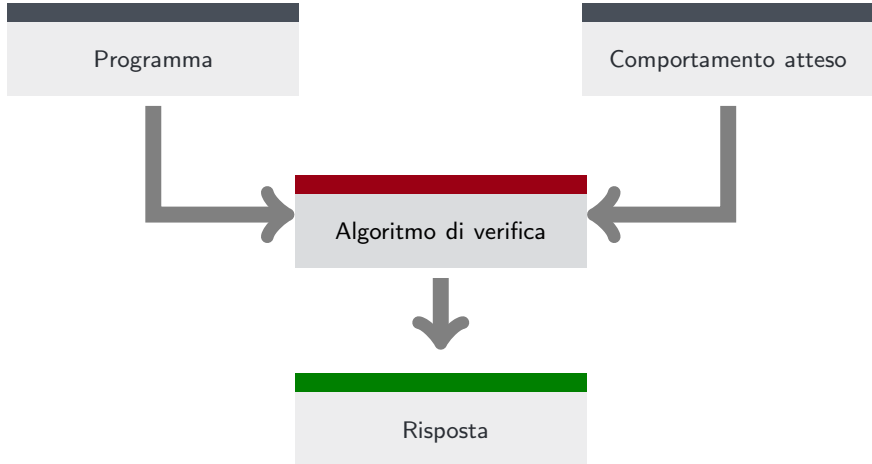 Programma
Comportamento atteso
Algoritmo di verifica
Risposta